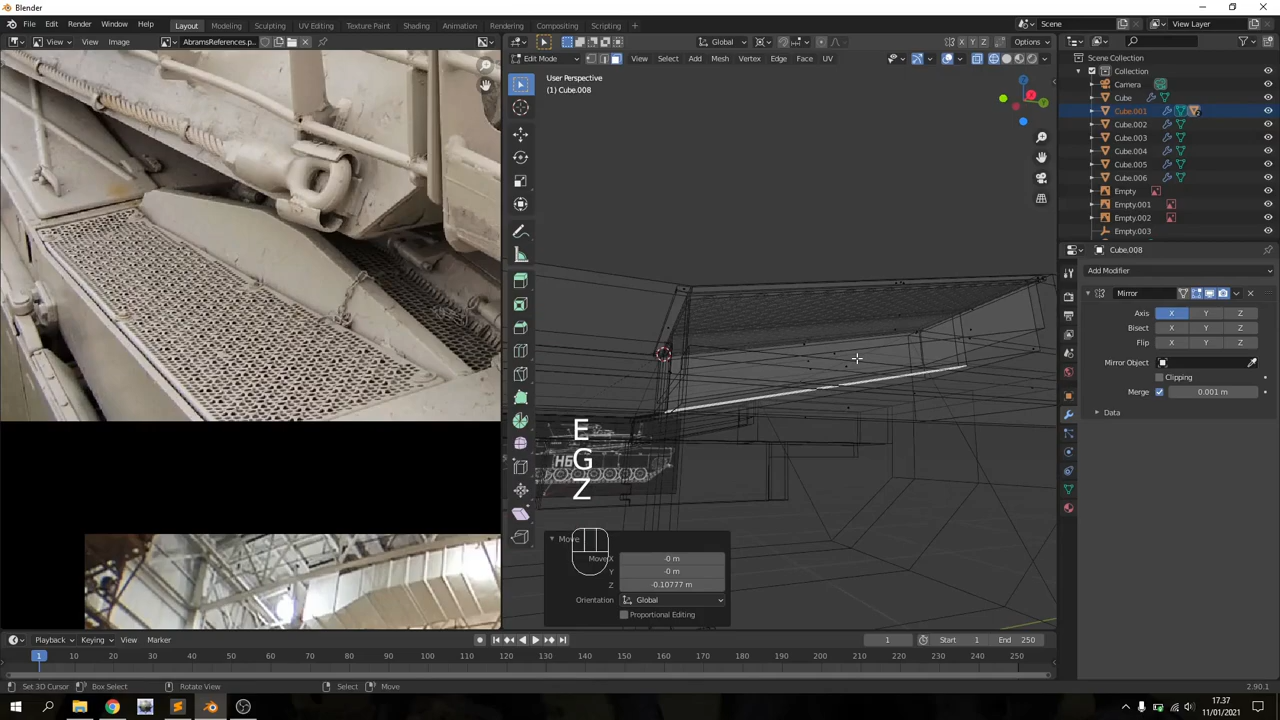 Blender
File Edit Render Window Help Layout Modeling Sculpting UV Editing Texture Paint Shading Animation Rendering Compositing Scripting + Scene View Layer
View View Image AbramsReferences.p Global Options
Edit Mode View Select Add Mesh Vertex Edge Face UV
X Y Z
User Perspective
(1) Cube.008
Scene Collection
Collection
Camera
Cube
Cube.001
Cube.002
Cube.003
Cube.004
Cube.005
Cube.006
Empty
Empty.001
Empty.002
Empty.003
Cube.008
Add Modifier
Mirror
Axis X Y Z
Bisect X Y Z
Flip X Y Z
Mirror Object
Clipping
Merge 0.001 m
Data
E
G
Z
Move
Move X -0 m
Y -0 m
Z -0.10777 m
Orientation Global
Proportional Editing
Playback Keying View Marker 1 Start 1 End 250
1 10 20 30 40 50 60 70 80 90 100 110 120 130 140 150 160 170 180 190 200 210 220 230 240 250
Set 3D Cursor Box Select Rotate View Select Move 2.90.1
17.37
11/01/2021